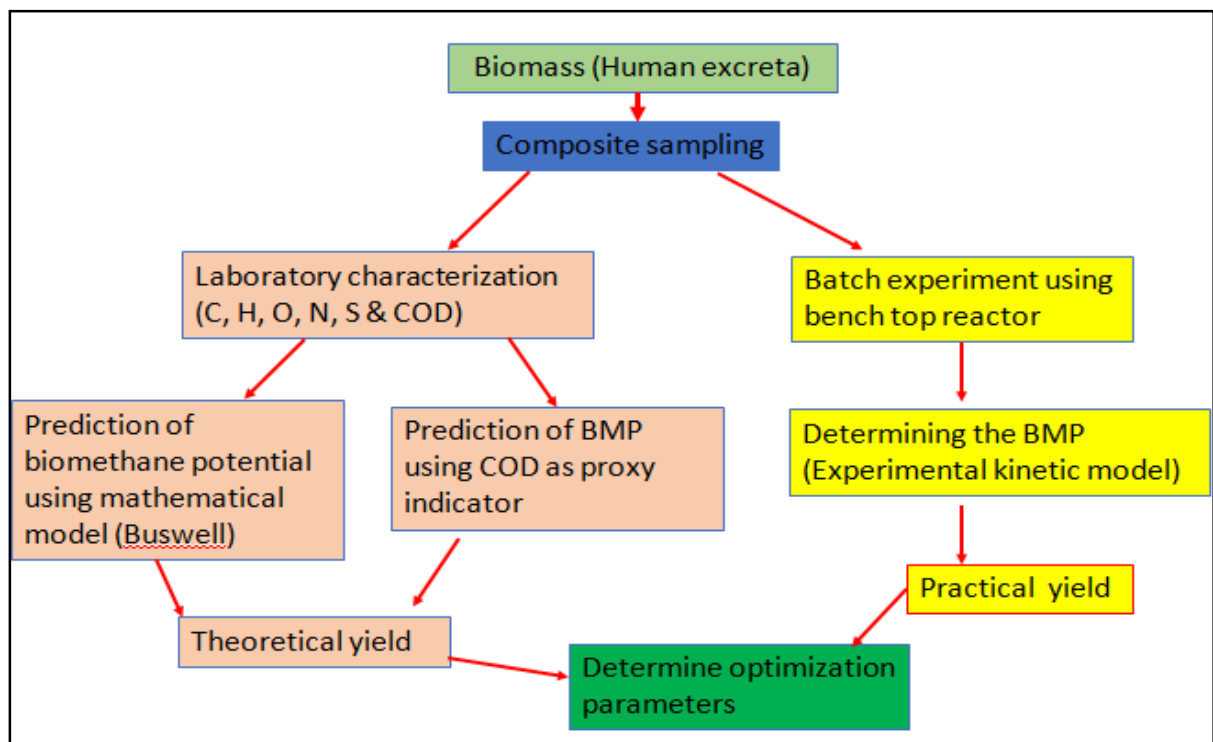 Biomass (Human excreta)
Composite sampling
Laboratory characterization
(C, H, O, N, S & COD)
Batch experiment using
bench top reactor
Prediction of
biomethane potential
using mathematical
model (Buswell)
Prediction of BMP
using COD as proxy
indicator
Determining the BMP
(Experimental kinetic model)
Practical yield
Theoretical yield
Determine optimization
parameters